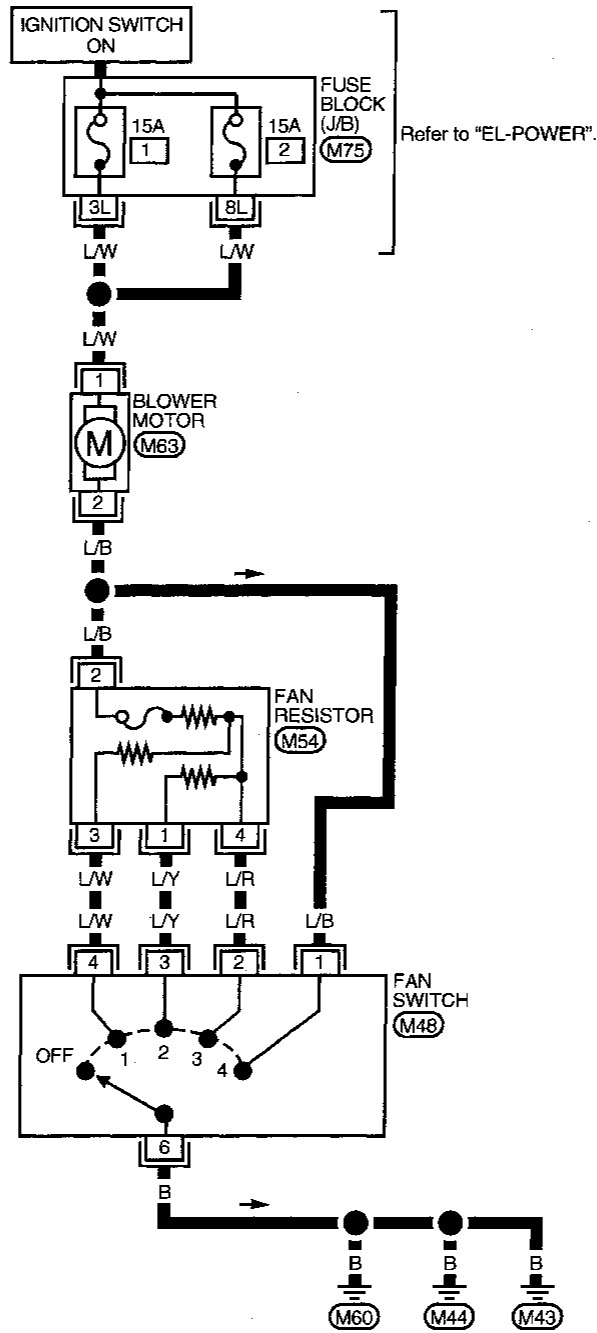 IGNITION SWITCH
ON
FUSE
BLOCK
(J/B)
M75
15A
1
15A
2
Refer to "EL-POWER".
3L
8L
L/W
L/W
L/W
1
BLOWER
MOTOR
M63
M
2
L/B
L/B
2
FAN
RESISTOR
M54
3
1
4
L/W
L/Y
L/R
L/W
L/Y
L/R
L/B
4
3
2
1
FAN
SWITCH
M48
OFF
1
2
3
4
6
B
B
B
B
M60
M44
M43